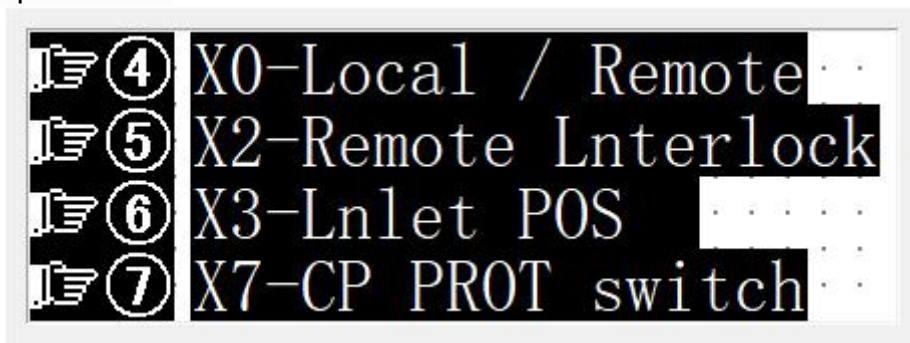 ☞④ X0-Local / Remote
☞⑤ X2-Remote Lnterlock
☞⑥ X3-Lnlet POS
☞⑦ X7-CP PROT switch